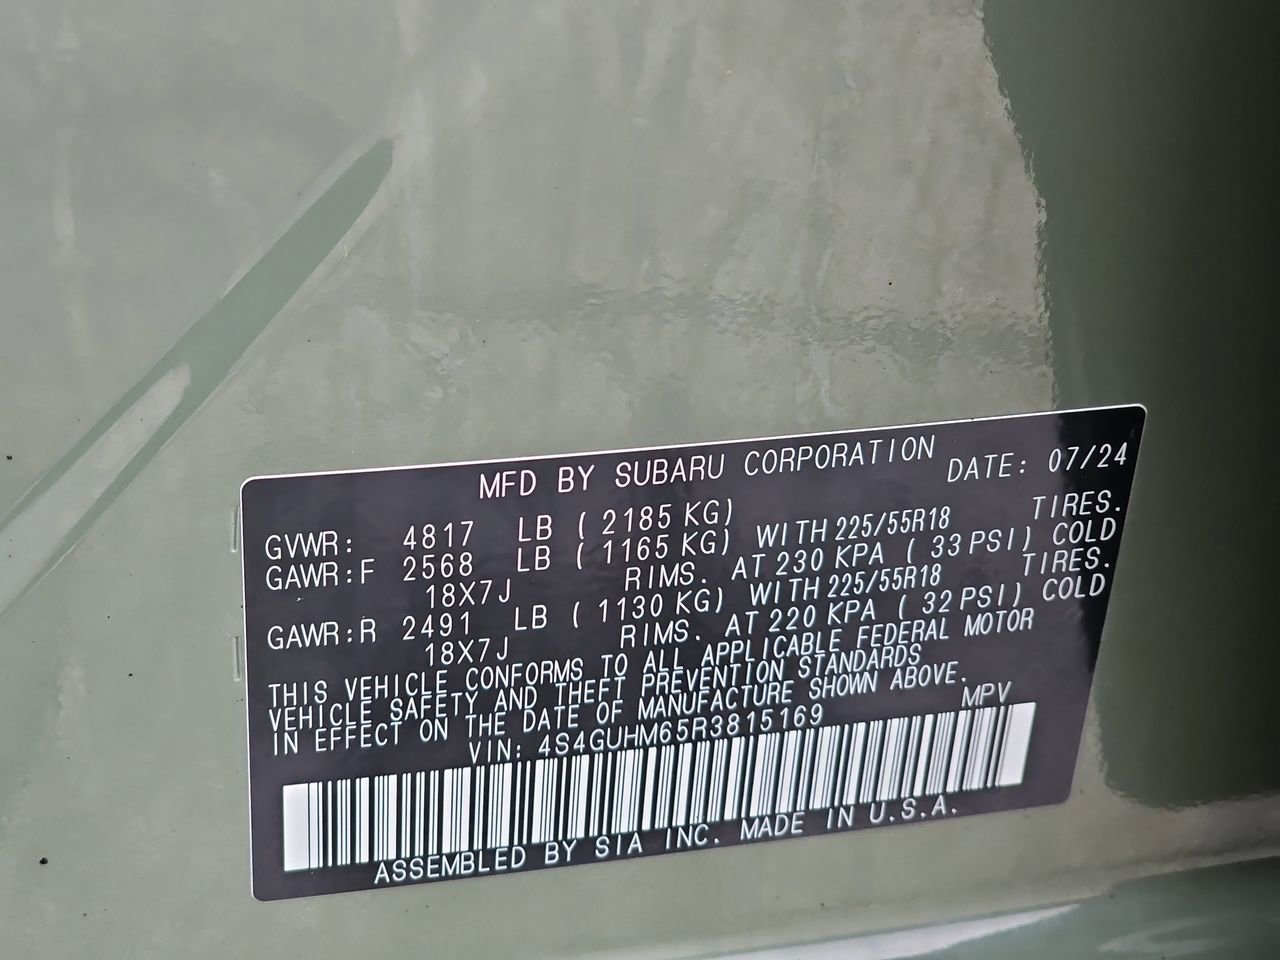 MFD BY SUBARU CORPORATION DATE: 07/24
GVWR: 4817 LB ( 2185 KG)
GAWR:F 2568 LB ( 1165 KG) WITH 225/55R18 TIRES.
18X7J RIMS. AT 230 KPA ( 33 PSI) COLD
GAWR:R 2491 LB ( 1130 KG) WITH 225/55R18 TIRES.
18X7J RIMS. AT 220 KPA ( 32 PSI) COLD
THIS VEHICLE CONFORMS TO ALL APPLICABLE FEDERAL MOTOR
VEHICLE SAFETY AND THEFT PREVENTION STANDARDS
IN EFFECT ON THE DATE OF MANUFACTURE SHOWN ABOVE.
VIN: 4S4GUHM65R3815169 MPV
ASSEMBLED BY SIA INC. MADE IN U.S.A.